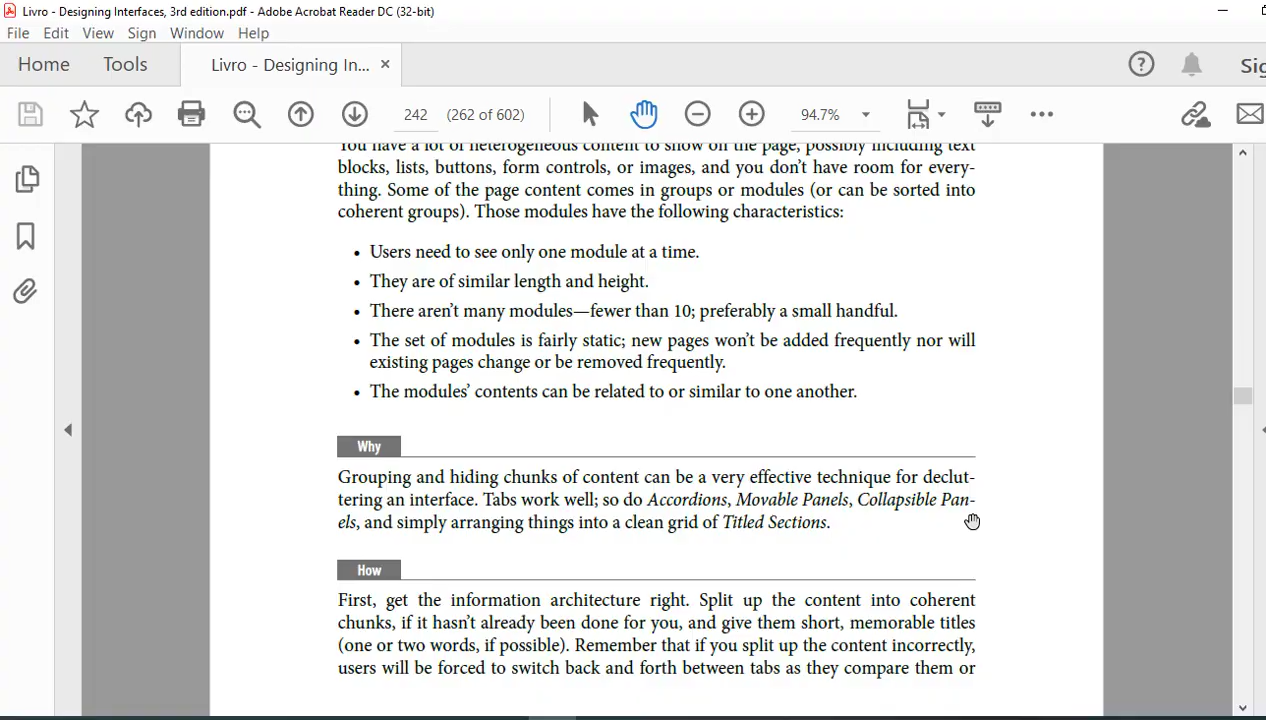 Livro - Designing Interfaces, 3rd edition.pdf - Adobe Acrobat Reader DC (32-bit)
File Edit View Sign Window Help
Home Tools Livro - Designing In... × Sig
242 (262 of 602) 94.7%
You have a lot of heterogeneous content to show on the page, possibly including text
blocks, lists, buttons, form controls, or images, and you don't have room for every-
thing. Some of the page content comes in groups or modules (or can be sorted into
coherent groups). Those modules have the following characteristics:
• Users need to see only one module at a time.
• They are of similar length and height.
• There aren't many modules—fewer than 10; preferably a small handful.
• The set of modules is fairly static; new pages won't be added frequently nor will
existing pages change or be removed frequently.
• The modules' contents can be related to or similar to one another.
Why
Grouping and hiding chunks of content can be a very effective technique for declut-
tering an interface. Tabs work well; so do Accordions, Movable Panels, Collapsible Pan-
els, and simply arranging things into a clean grid of Titled Sections.
How
First, get the information architecture right. Split up the content into coherent
chunks, if it hasn't already been done for you, and give them short, memorable titles
(one or two words, if possible). Remember that if you split up the content incorrectly,
users will be forced to switch back and forth between tabs as they compare them or